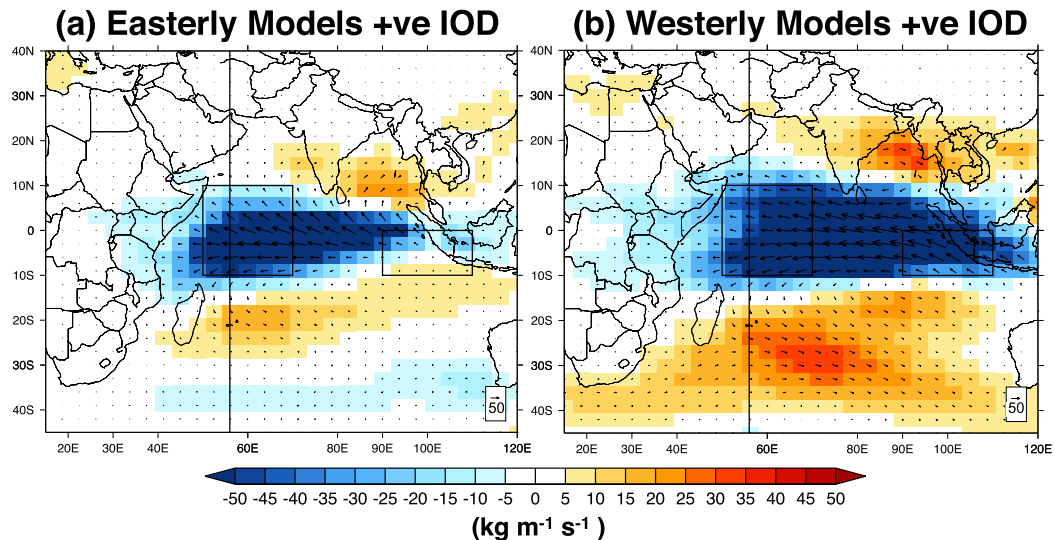 (a) Easterly Models +ve IOD (b) Westerly Models +ve IOD
40N 40N
30N 30N
20N 20N
10N 10N
0 0
10S 10S
20S 20S
30S 30S
40S 40S
50 50
20E 30E 40E 60E 80E 100E 120E 20E 30E 40E 60E 80E 100E 120E
-50 -45 -40 -35 -30 -25 -20 -15 -10 -5 0 5 10 15 20 25 30 35 40 45 50
(kg m-1 s-1 )